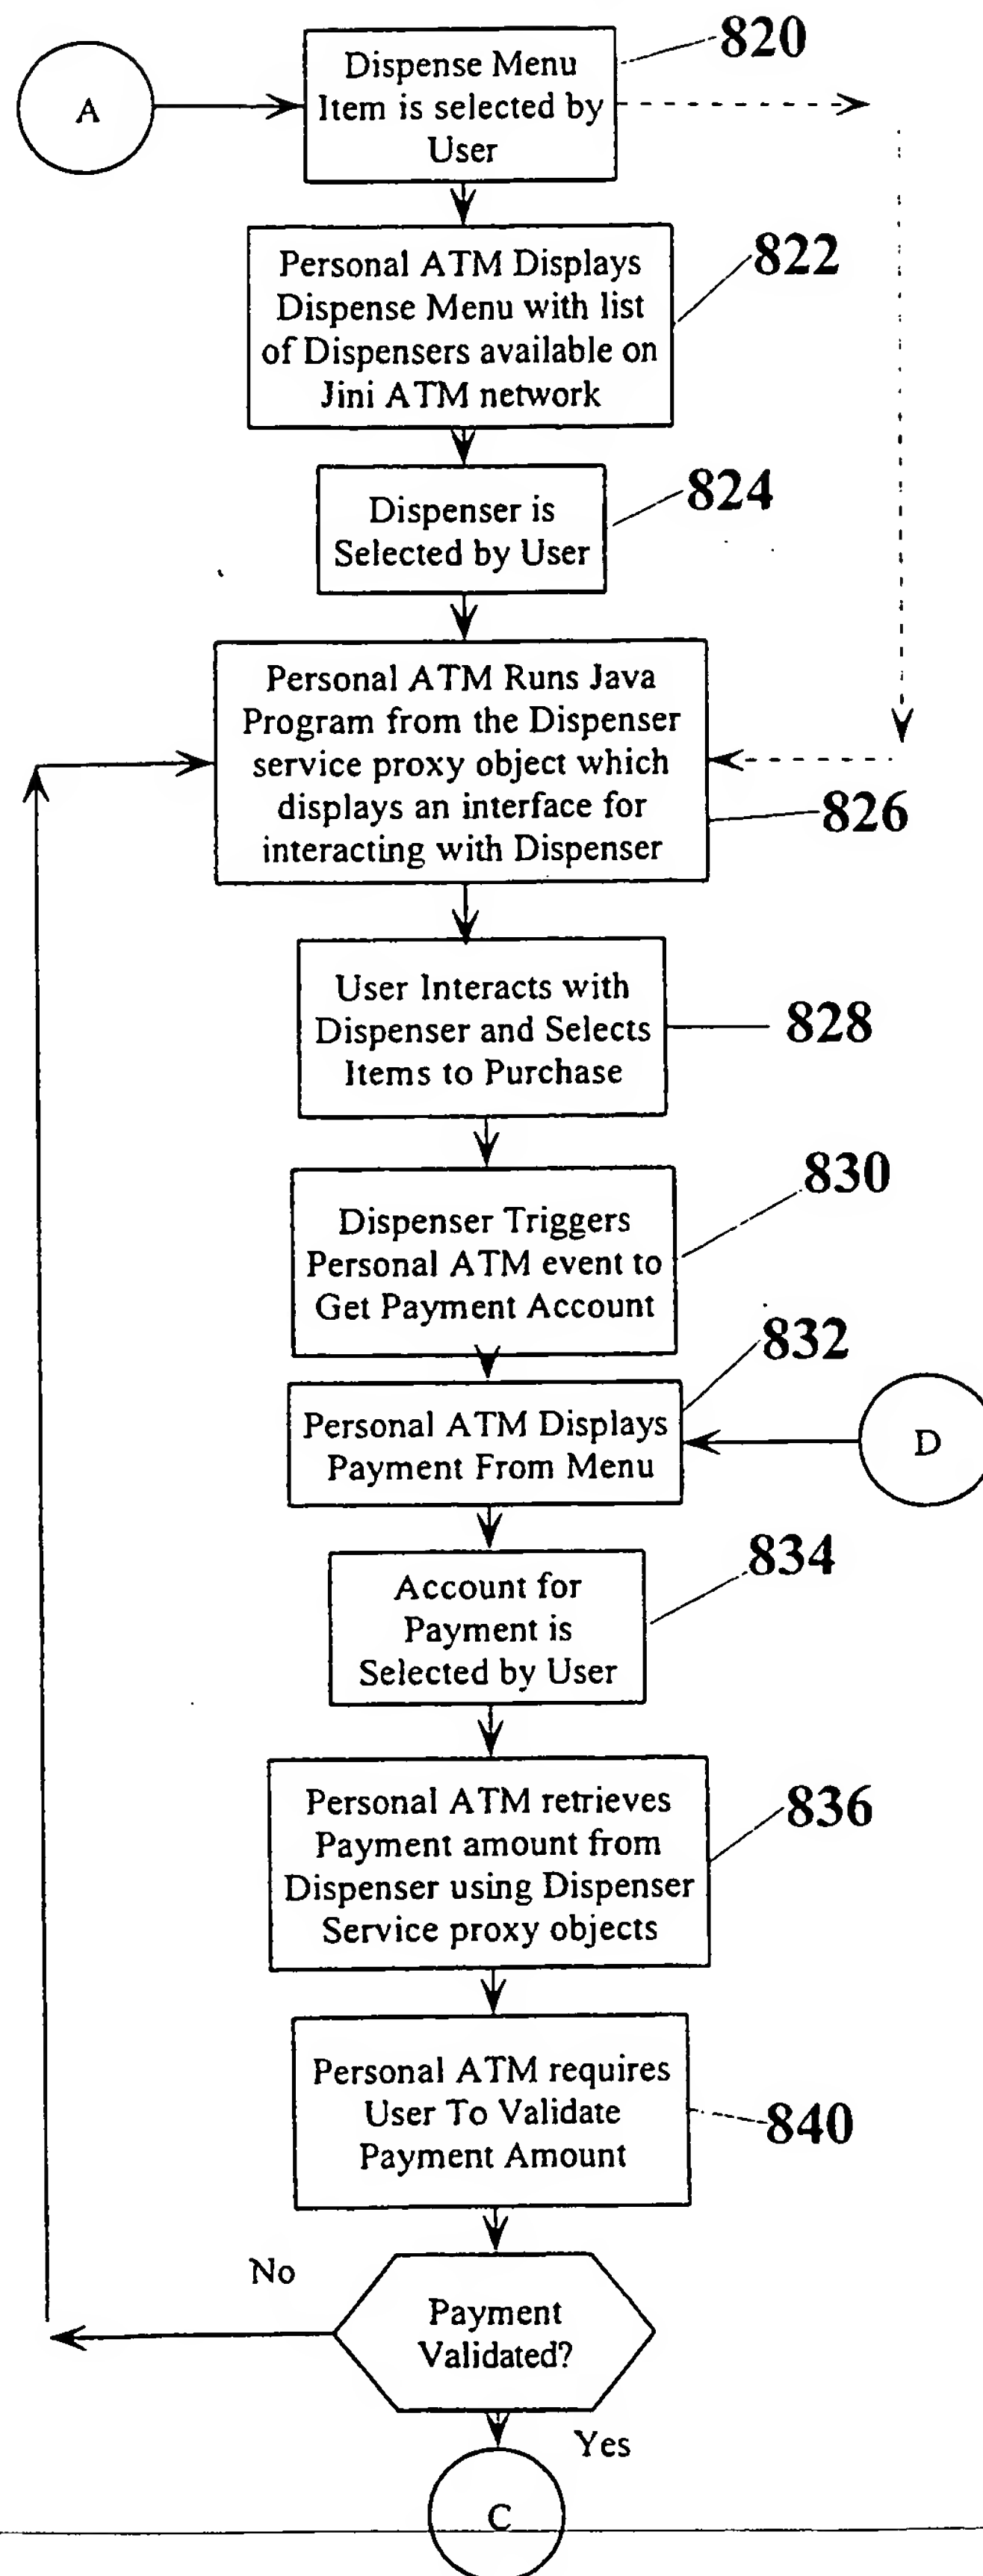 820
A
Dispense Menu
Item is selected by
User
822
Personal ATM Displays
Dispense Menu with list
of Dispensers available on
Jini ATM network
824
Dispenser is
Selected by User
Personal ATM Runs Java
Program from the Dispenser
service proxy object which
displays an interface for
interacting with Dispenser
826
User Interacts with
Dispenser and Selects
Items to Purchase
828
830
Dispenser Triggers
Personal ATM event to
Get Payment Account
832
Personal ATM Displays
Payment From Menu
D
834
Account for
Payment is
Selected by User
836
Personal ATM retrieves
Payment amount from
Dispenser using Dispenser
Service proxy objects
Personal ATM requires
User To Validate
Payment Amount
840
No
Payment
Validated?
Yes
C